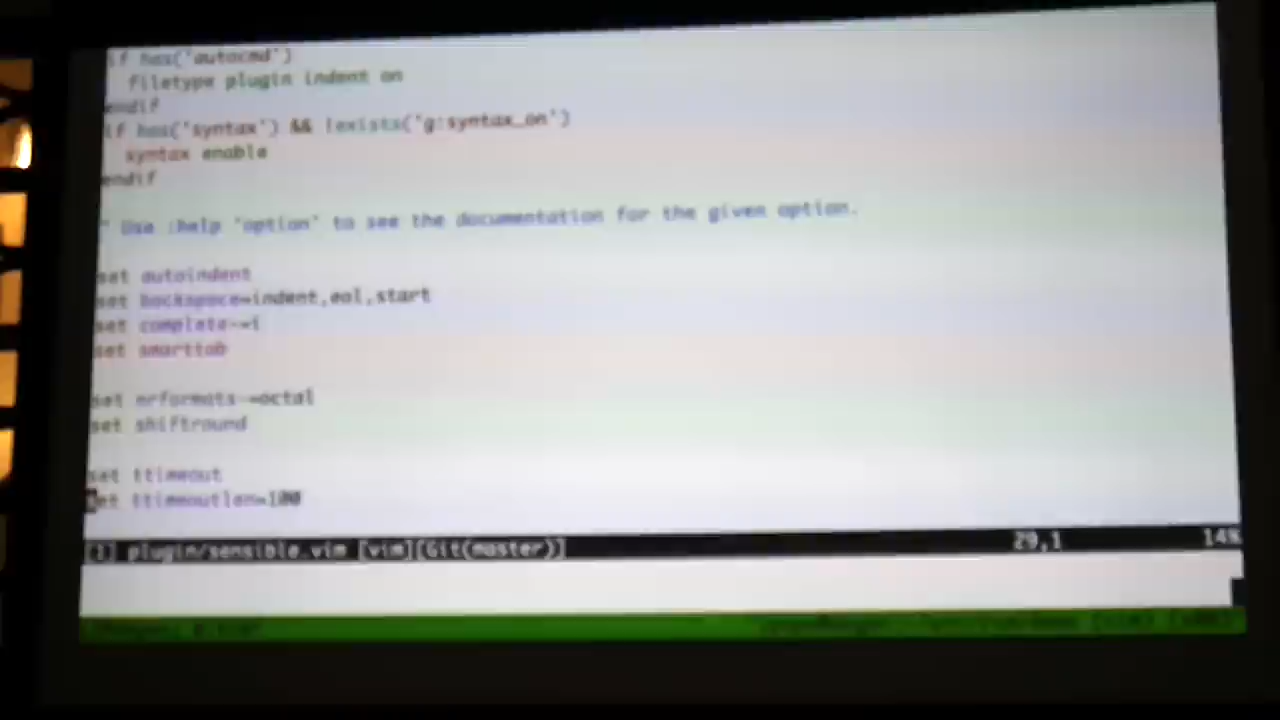 if has('autocmd')
filetype plugin indent on
endif
if has('syntax') && !exists('g:syntax_on')
syntax enable
endif
" Use :help 'option' to see the documentation for the given option.
set autoindent
set backspace=indent,eol,start
set complete-=i
set smarttab
set nrformats-=octal
set shiftround
set ttimeout
set ttimeoutlen=100
plugin/sensible.vim [vim][Git(master)] 29,1 14%